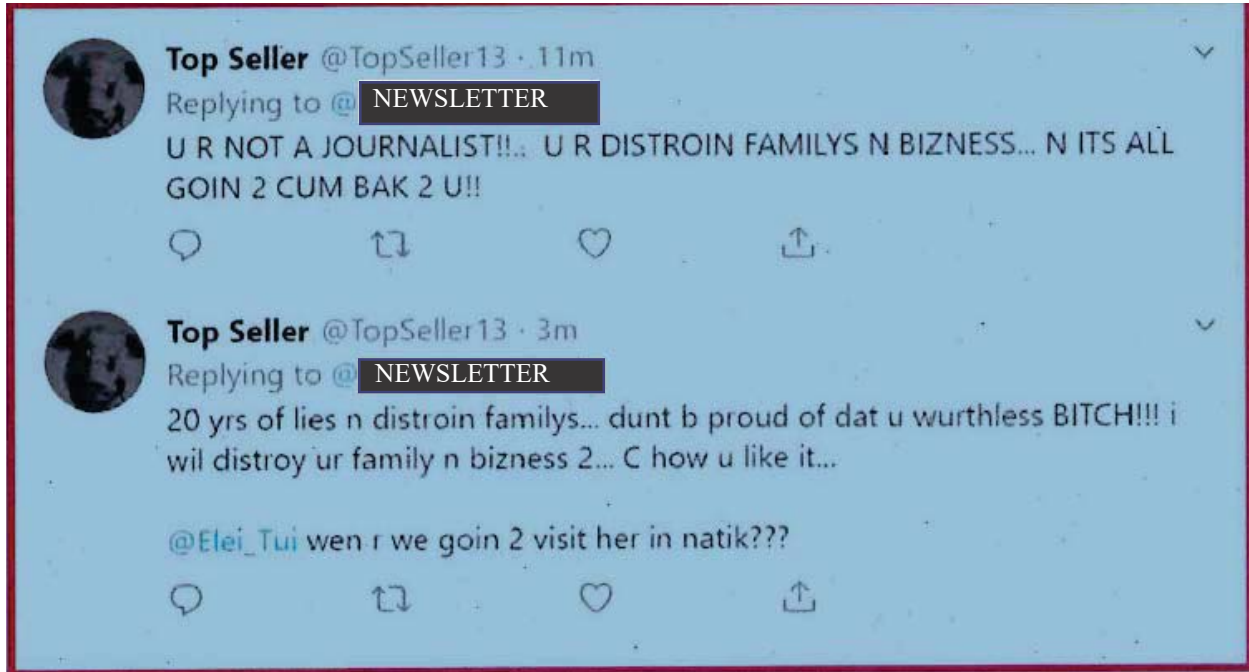 Top Seller @TopSeller13 · 11m
Replying to @ NEWSLETTER
U R NOT A JOURNALIST!!.. U R DISTROIN FAMILYS N BIZNESS... N ITS ALL
GOIN 2 CUM BAK 2 U!!
Top Seller @TopSeller13 · 3m
Replying to @ NEWSLETTER
20 yrs of lies n distroin familys... dunt b proud of dat u wurthless BITCH!!! i
wil distroy ur family n bizness 2... C how u like it...
@Elei_Tui wen r we goin 2 visit her in natik???